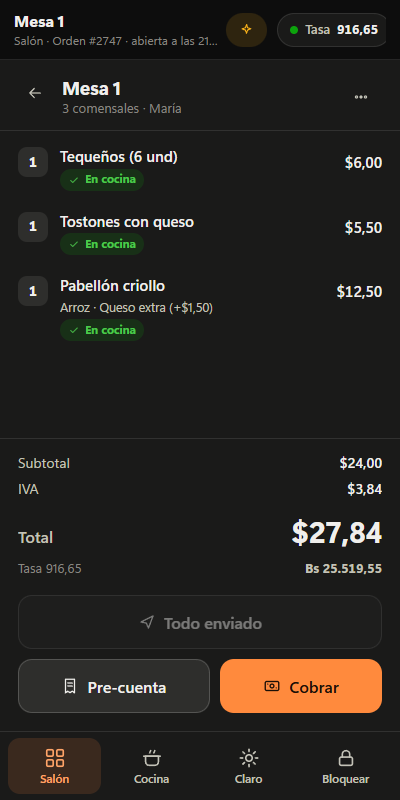 Mesa 1
Salón · Orden #2747 · abierta a las 21...
Tasa 916,65
Mesa 1
3 comensales · María
1 Tequeños (6 und) $6,00
En cocina
1 Tostones con queso $5,50
En cocina
1 Pabellón criollo $12,50
Arroz · Queso extra (+$1,50)
En cocina
Subtotal $24,00
IVA $3,84
Total $27,84
Tasa 916,65 Bs 25.519,55
Todo enviado
Pre-cuenta Cobrar
Salón Cocina Claro Bloquear